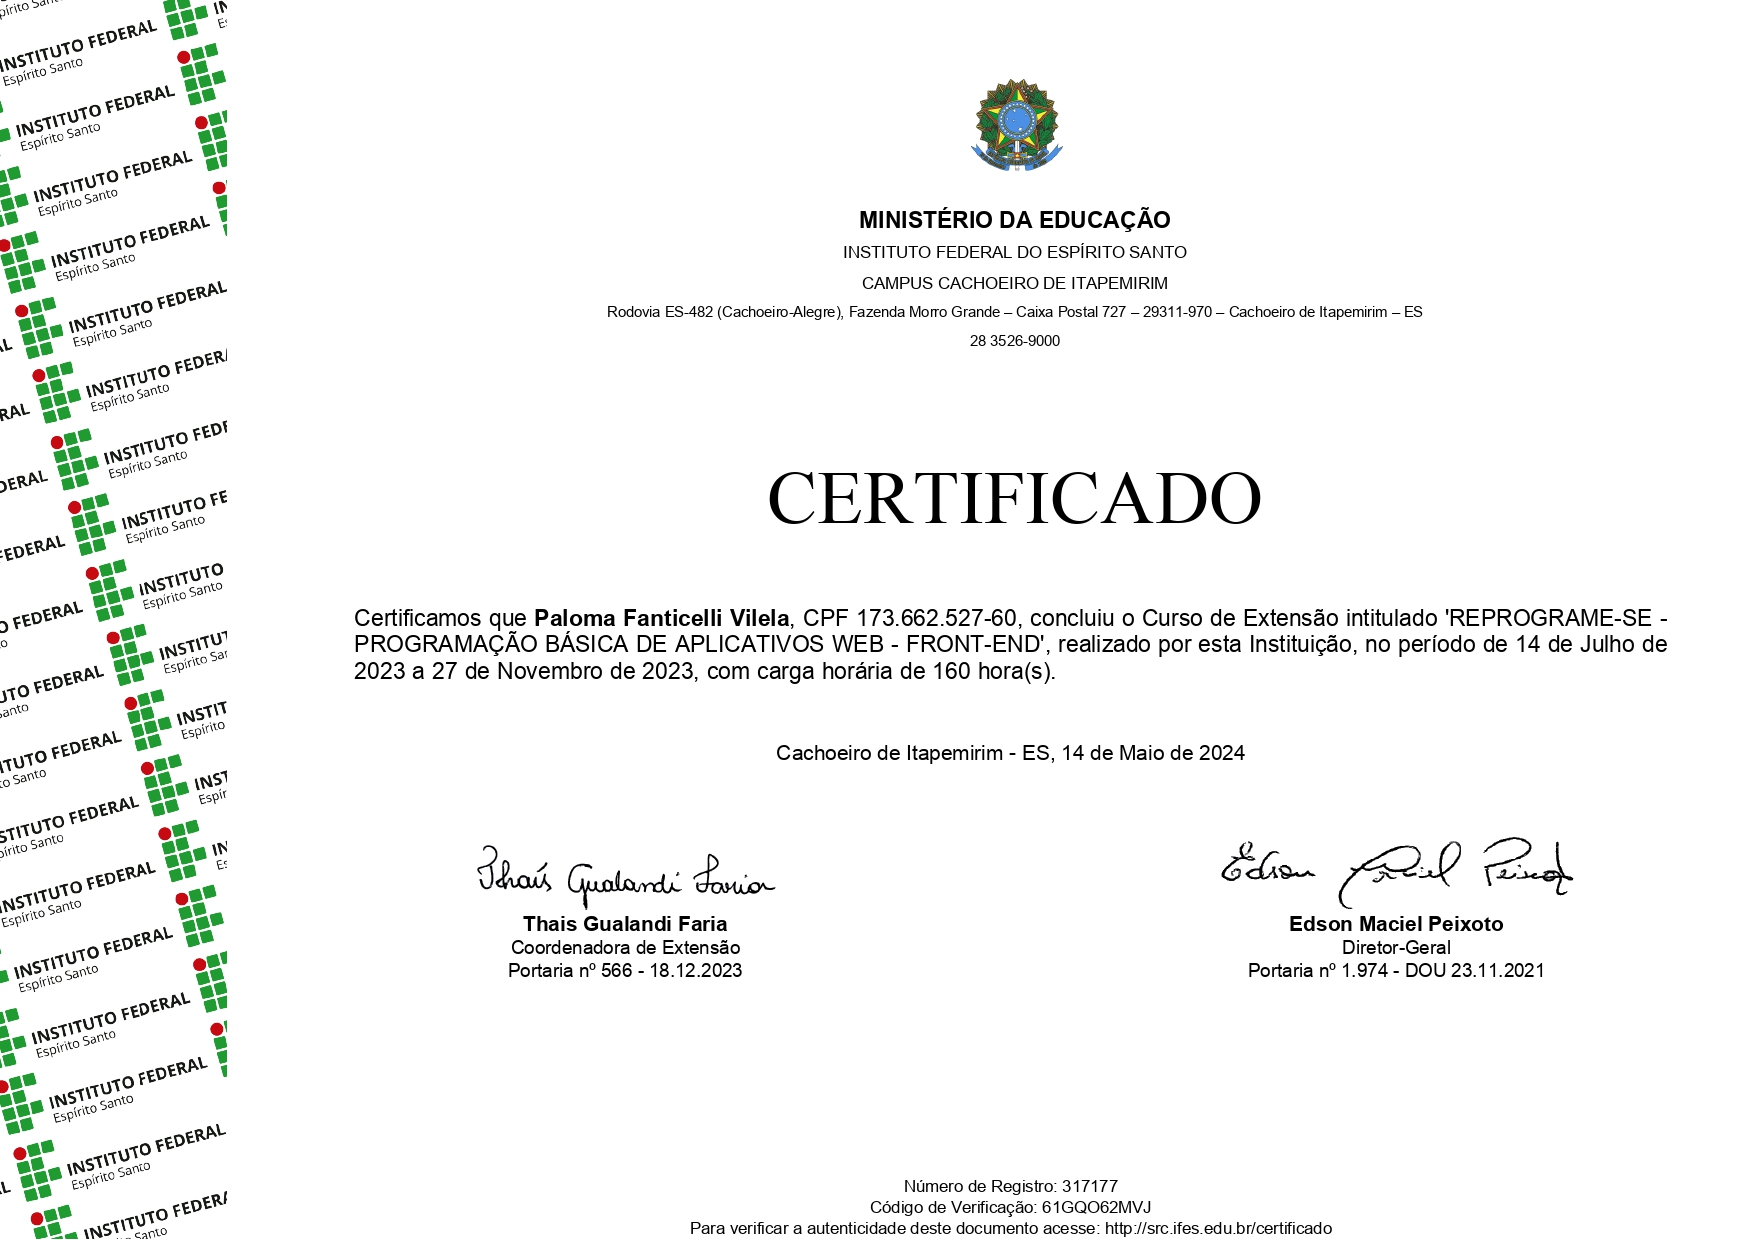 MINISTÉRIO DA EDUCAÇÃO
INSTITUTO FEDERAL DO ESPÍRITO SANTO
CAMPUS CACHOEIRO DE ITAPEMIRIM
Rodovia ES-482 (Cachoeiro-Alegre), Fazenda Morro Grande – Caixa Postal 727 – 29311-970 – Cachoeiro de Itapemirim – ES
28 3526-9000
CERTIFICADO
Certificamos que Paloma Fanticelli Vilela, CPF 173.662.527-60, concluiu o Curso de Extensão intitulado 'REPROGRAME-SE -
PROGRAMAÇÃO BÁSICA DE APLICATIVOS WEB - FRONT-END', realizado por esta Instituição, no período de 14 de Julho de
2023 a 27 de Novembro de 2023, com carga horária de 160 hora(s).
Cachoeiro de Itapemirim - ES, 14 de Maio de 2024
Thais Gualandi Faria
Thais Gualandi Faria
Coordenadora de Extensão
Portaria nº 566 - 18.12.2023
Edson Maciel Peixoto
Edson Maciel Peixoto
Diretor-Geral
Portaria nº 1.974 - DOU 23.11.2021
Número de Registro: 317177
Código de Verificação: 61GQO62MVJ
Para verificar a autenticidade deste documento acesse: http://src.ifes.edu.br/certificado
INSTITUTO FEDERAL
Espírito Santo